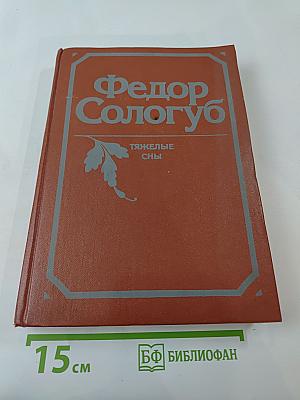 Федор
Сологуб
ТЯЖЕЛЫЕ
СНЫ
15 см
БФ БИБЛИОФАН